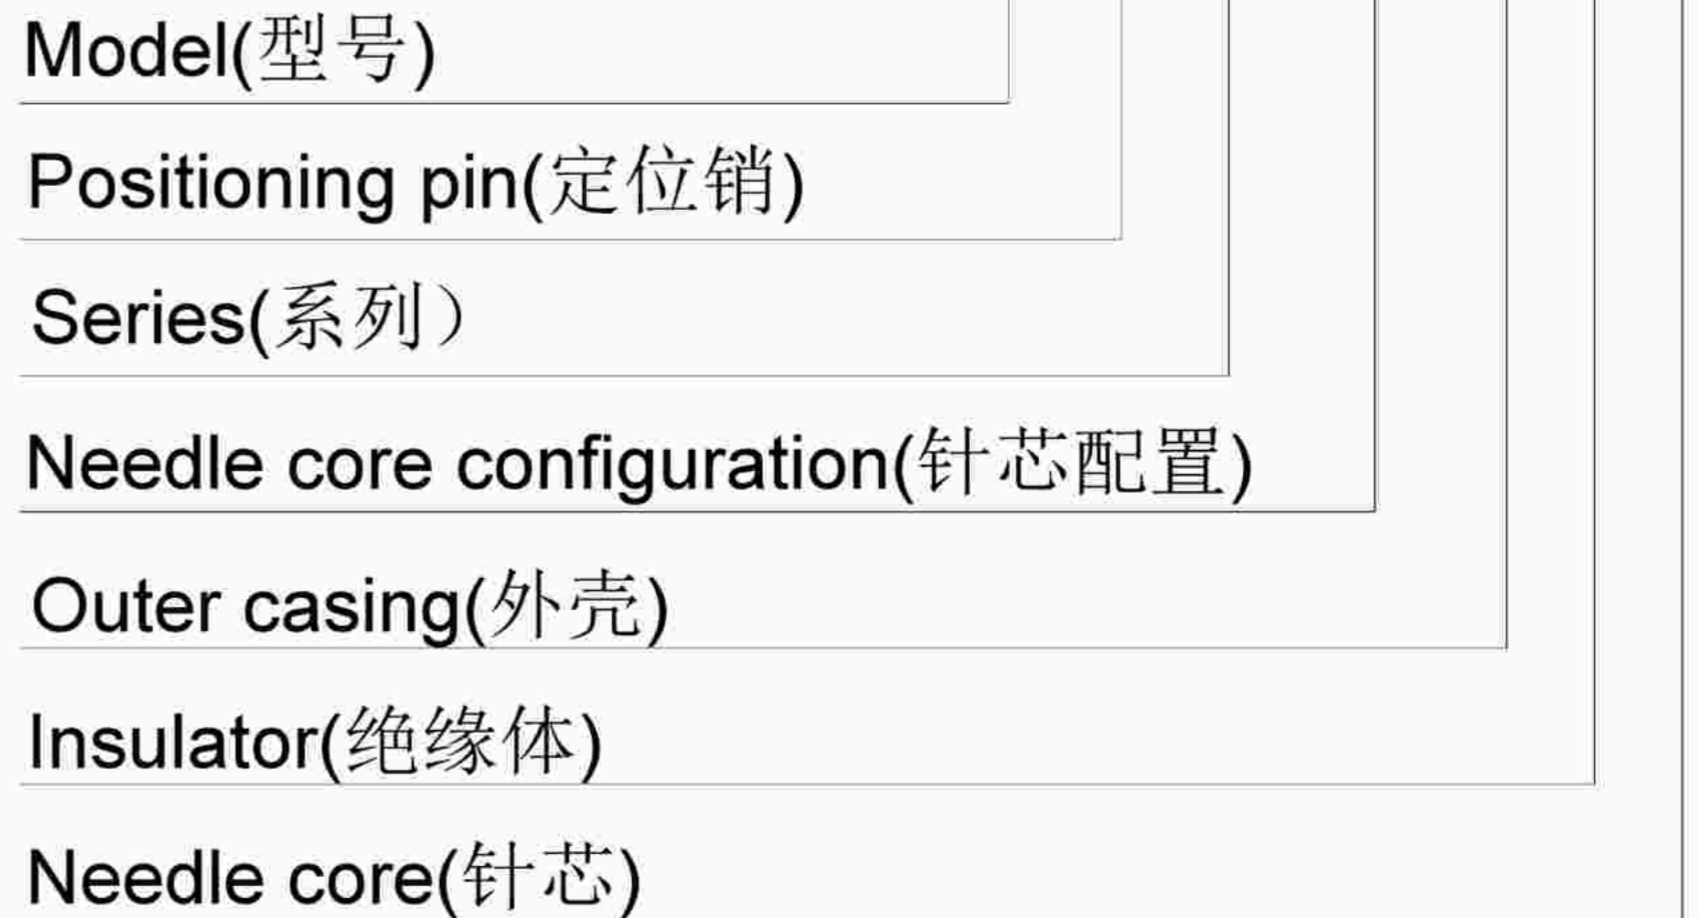 Model(型号)
Positioning pin(定位销)
Series(系列）
Needle core configuration(针芯配置)
Outer casing(外壳)
Insulator(绝缘体)
Needle core(针芯)